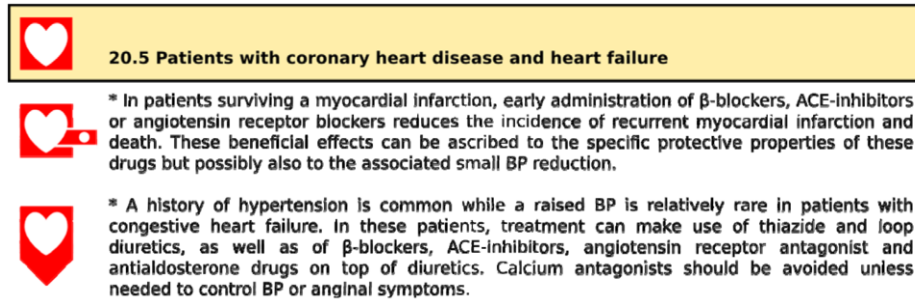 20.5 Patients with coronary heart disease and heart failure
* In patients surviving a myocardial infarction, early administration of β-blockers, ACE-inhibitors
or angiotensin receptor blockers reduces the incidence of recurrent myocardial infarction and
death. These beneficial effects can be ascribed to the specific protective properties of these
drugs but possibly also to the associated small BP reduction.
* A history of hypertension is common while a raised BP is relatively rare in patients with
congestive heart failure. In these patients, treatment can make use of thiazide and loop
diuretics, as well as of β-blockers, ACE-inhibitors, angiotensin receptor antagonist and
antialdosterone drugs on top of diuretics. Calcium antagonists should be avoided unless
needed to control BP or anginal symptoms.